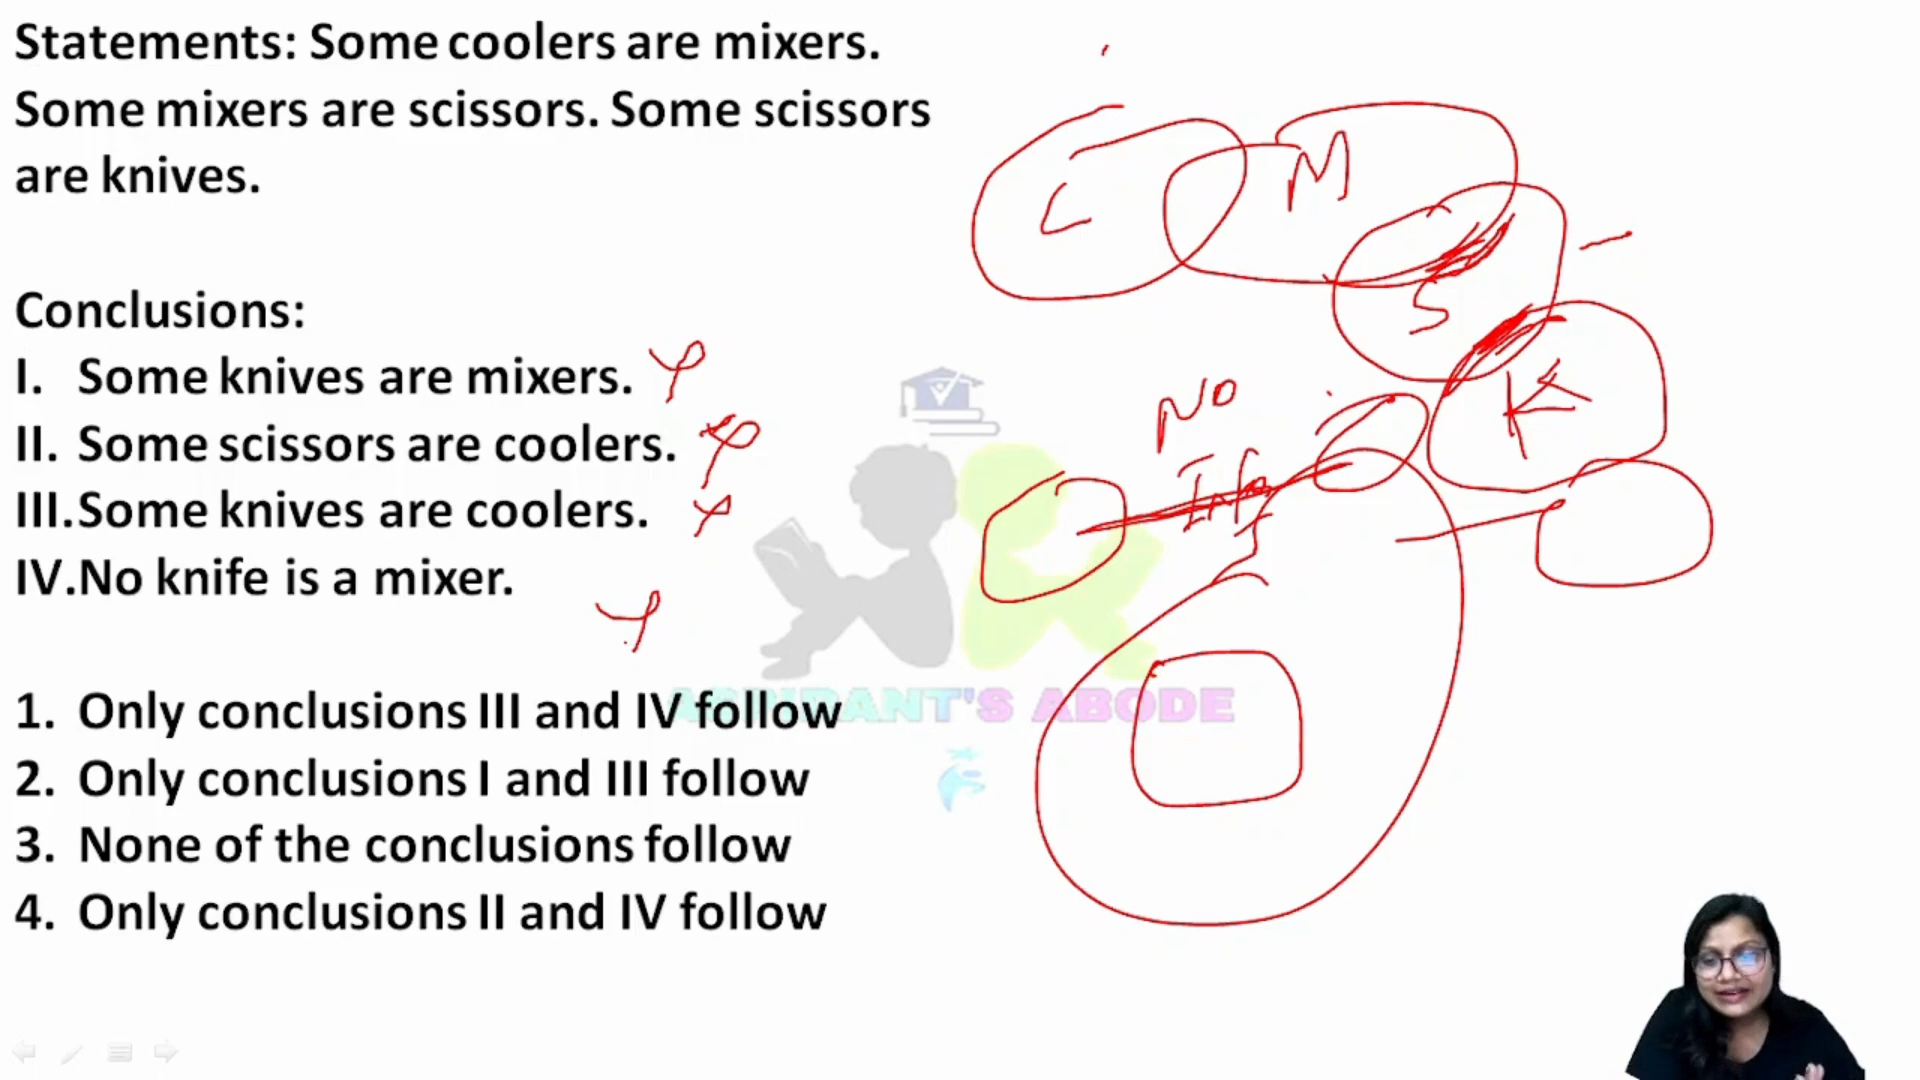 Statements: Some coolers are mixers.
Some mixers are scissors. Some scissors
are knives.
Conclusions:
I. Some knives are mixers.
II. Some scissors are coolers.
III. Some knives are coolers.
IV. No knife is a mixer.
1. Only conclusions III and IV follow
2. Only conclusions I and III follow
3. None of the conclusions follow
4. Only conclusions II and IV follow
C
M
S
K
No
Info
'S ABODE